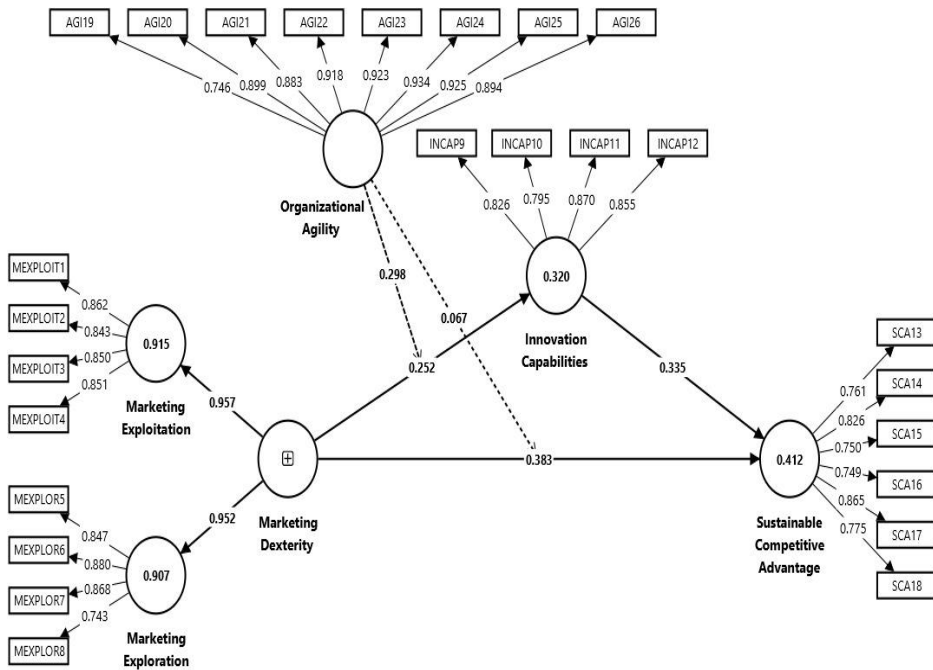 AGI19 AGI20 AGI21 AGI22 AGI23 AGI24 AGI25 AGI26
0.746 0.899 0.883 0.918 0.923 0.934 0.925 0.894
INCAP9 INCAP10 INCAP11 INCAP12
0.826 0.795 0.870 0.855
Organizational
Agility
0.298
0.067
0.320
Innovation
Capabilities
0.252
0.335
MEXPLOIT1
MEXPLOIT2
MEXPLOIT3
MEXPLOIT4
0.862
0.843
0.850
0.851
0.915
Marketing
Exploitation
0.957
0.383
0.952
Marketing
Dexterity
MEXPLOR5
MEXPLOR6
MEXPLOR7
MEXPLOR8
0.847
0.880
0.868
0.743
0.907
Marketing
Exploration
SCA13
SCA14
SCA15
SCA16
SCA17
SCA18
0.761
0.826
0.750
0.749
0.865
0.775
0.412
Sustainable
Competitive
Advantage